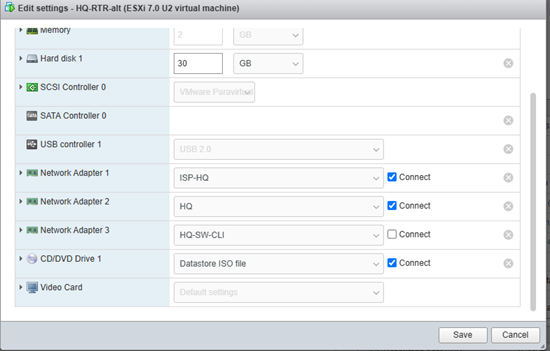 Edit settings - HQ-RTR-alt (ESXi 7.0 U2 virtual machine)
Memory 2 GB
Hard disk 1 30 GB
SCSI Controller 0 VMware Paravirtual
SATA Controller 0
USB controller 1 USB 2.0
Network Adapter 1 ISP-HQ Connect
Network Adapter 2 HQ Connect
Network Adapter 3 HQ-SW-CLI Connect
CD/DVD Drive 1 Datastore ISO file Connect
Video Card Default settings
Save Cancel